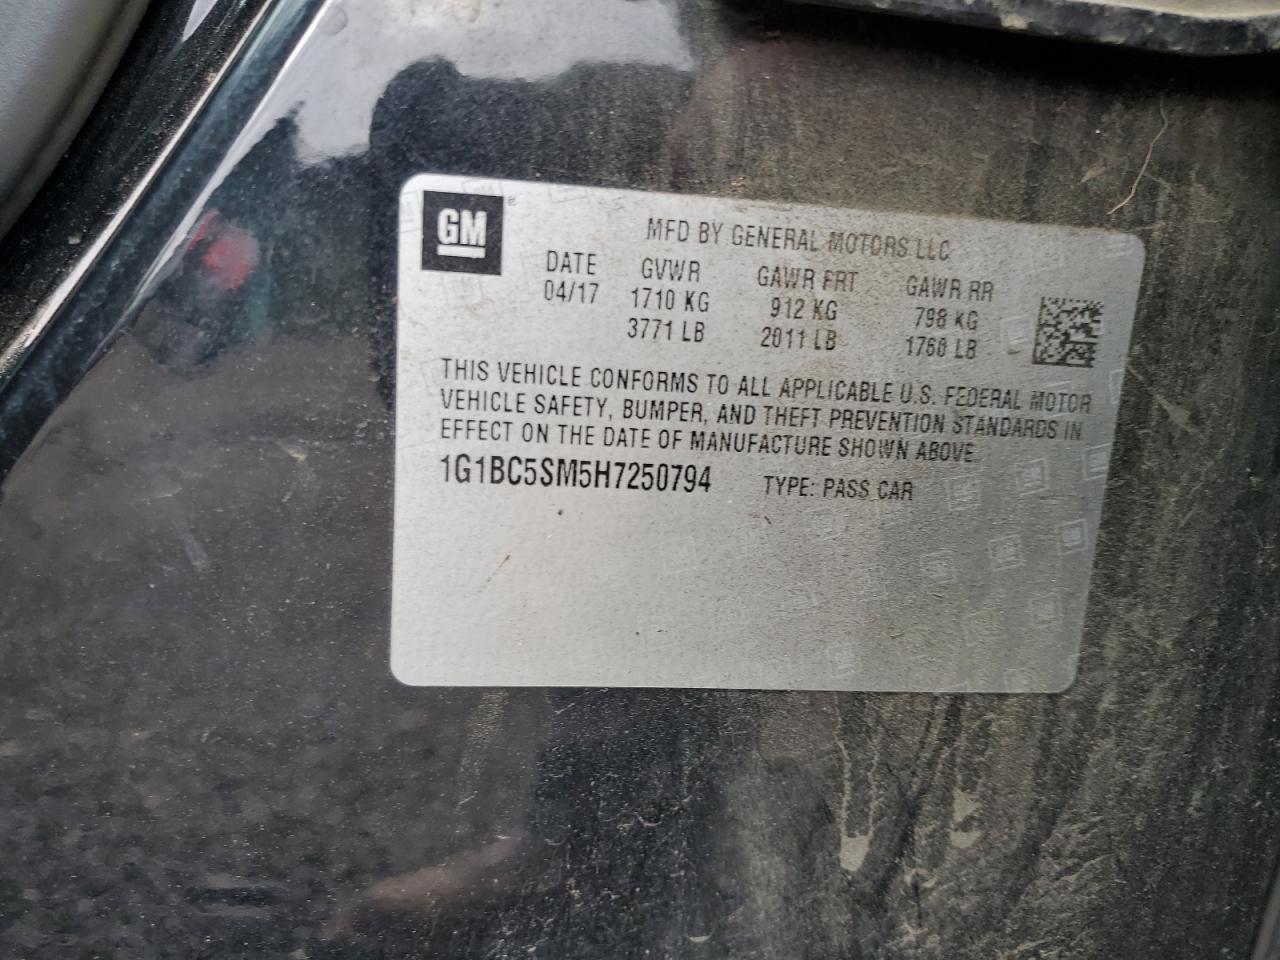 GM
MFD BY GENERAL MOTORS LLC
DATE GVWR GAWR FRT GAWR RR
04/17 1710 KG 912 KG 798 KG
3771 LB 2011 LB 1760 LB
THIS VEHICLE CONFORMS TO ALL APPLICABLE U.S. FEDERAL MOTOR
VEHICLE SAFETY, BUMPER, AND THEFT PREVENTION STANDARDS IN
EFFECT ON THE DATE OF MANUFACTURE SHOWN ABOVE.
1G1BC5SM5H7250794 TYPE: PASS CAR